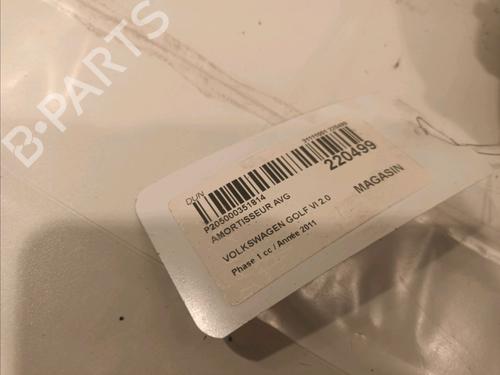 B-PARTS
DUN
P205000351814
AMORTISSEUR AVG
220499
VOLKSWAGEN GOLF VI 2.0
MAGASIN
Phase 1 cc / Année 2011